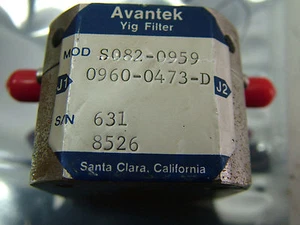 Avantek
Yig Filter
MOD S082-0959
J1 0960-0473-D J2
S/N 631
8526
Santa Clara, California